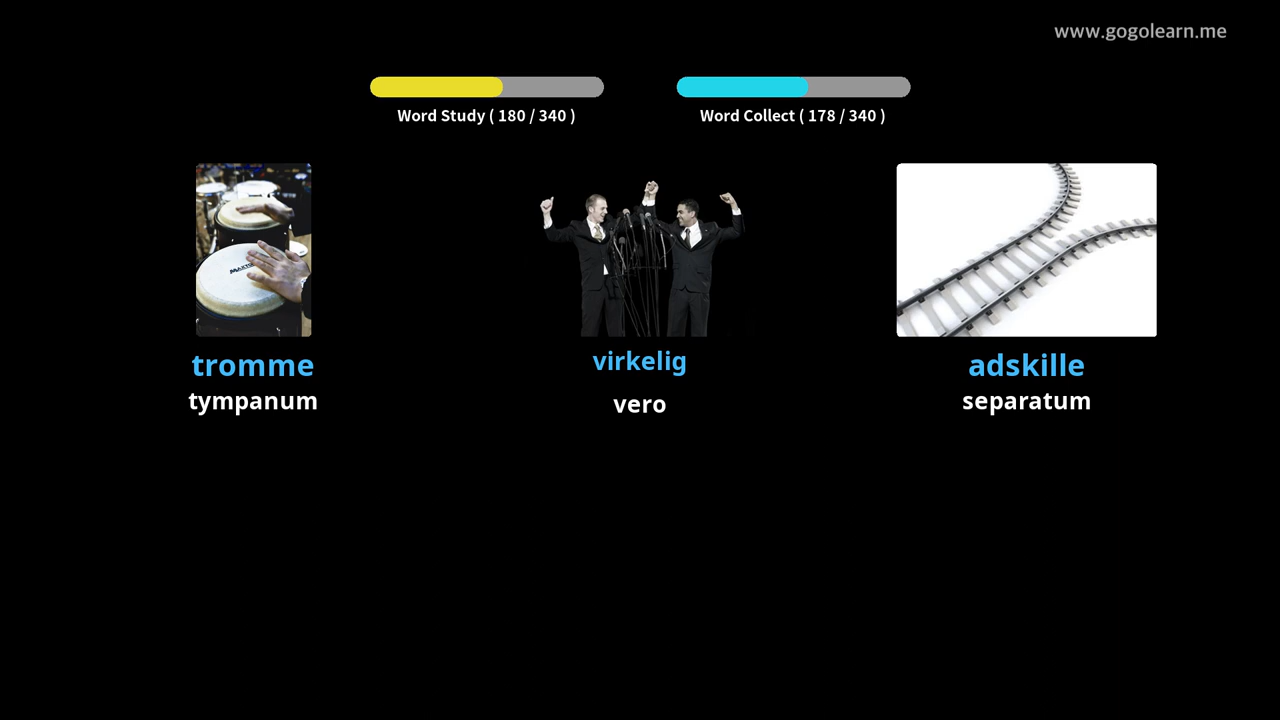 www.gogolearn.me
Word Study ( 180 / 340 )
Word Collect ( 178 / 340 )
tromme
tympanum
virkelig
vero
adskille
separatum